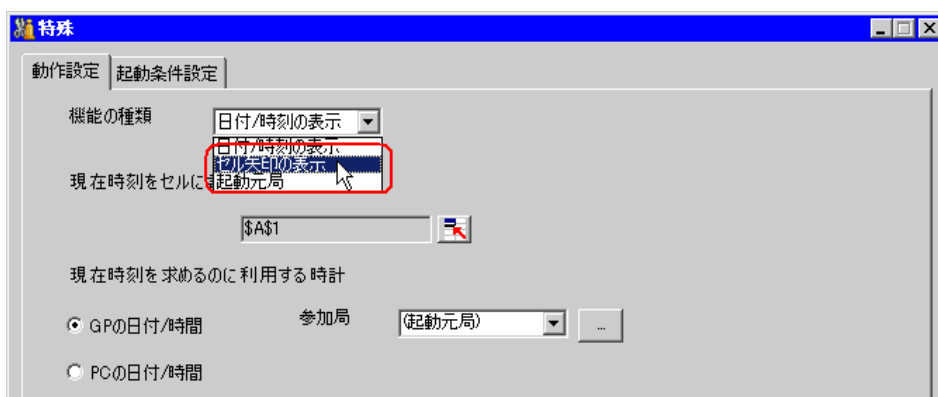 特殊
動作設定 起動条件設定
機能の種類 日付/時刻の表示
日付/時刻の表示
セル矢印の表示
現在時刻をセルに 起動元局
$A$1
現在時刻を求めるのに利用する時計
GPの日付/時間 参加局 (起動元局) ...
PCの日付/時間